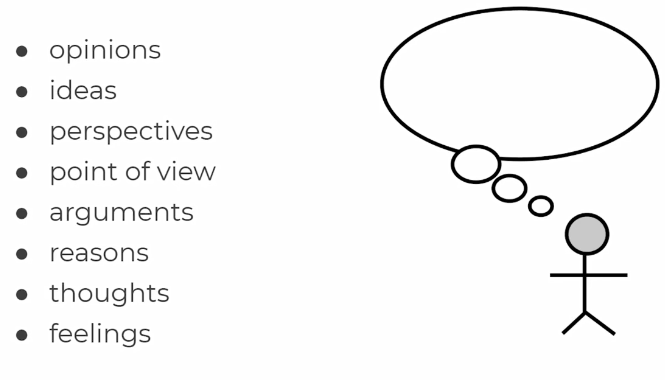 • opinions
• ideas
• perspectives
• point of view
• arguments
• reasons
• thoughts
• feelings